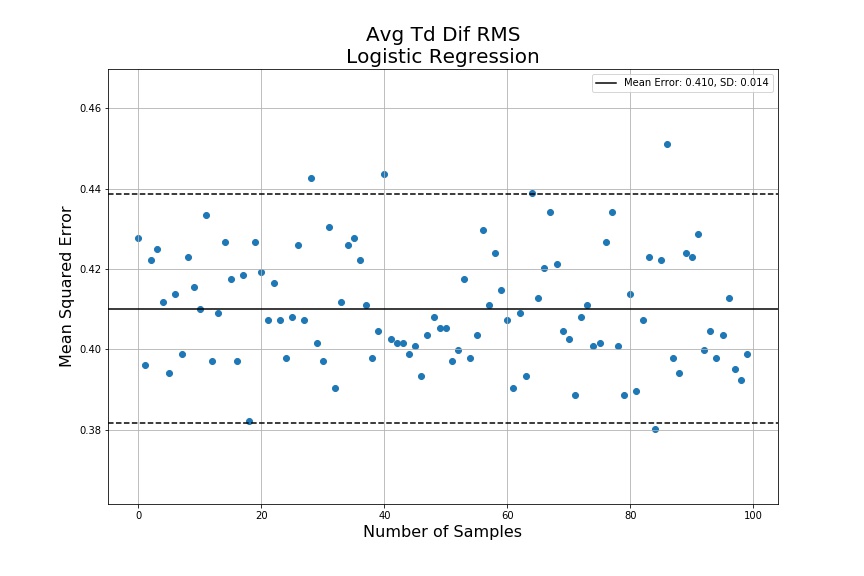 Avg Td Dif RMS
Logistic Regression
Mean Error: 0.410, SD: 0.014
Mean Squared Error
0.46
0.44
0.42
0.40
0.38
0
20
40
60
80
100
Number of Samples